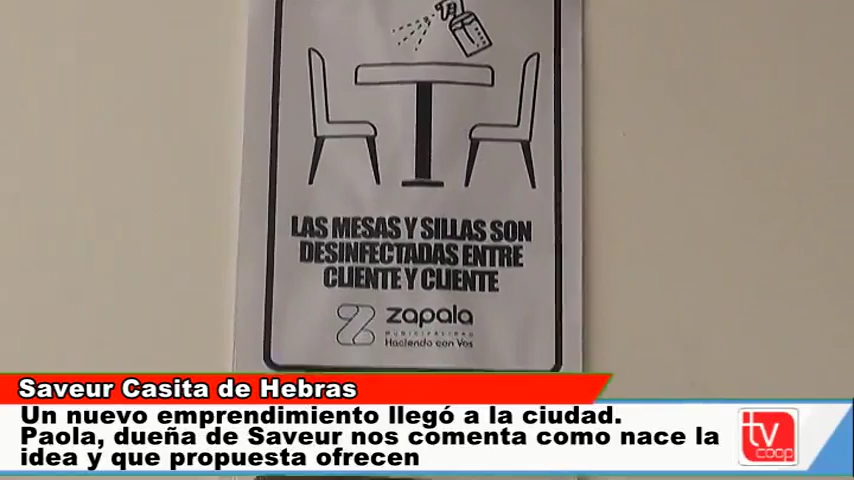 LAS MESAS Y SILLAS SON
DESINFECTADAS ENTRE
CLIENTE Y CLIENTE
zapala
MUNICIPALIDAD
Haciendo con Vos
Saveur Casita de Hebras
Un nuevo emprendimiento llegó a la ciudad.
Paola, dueña de Saveur nos comenta como nace la
idea y que propuesta ofrecen
tv
coop